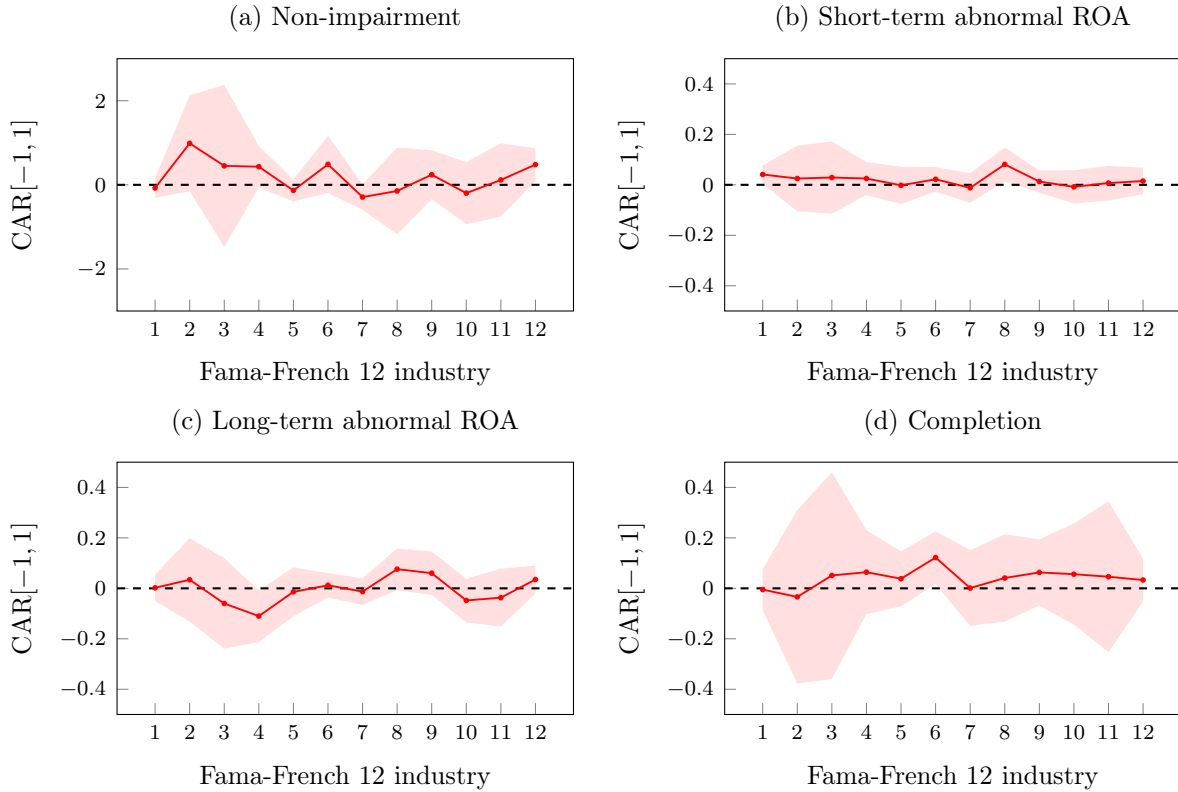 (a) Non-impairment
CAR[−1, 1]
2
0
−2
1 2 3 4 5 6 7 8 9 10 11 12
Fama-French 12 industry
(b) Short-term abnormal ROA
CAR[−1, 1]
0.4
0.2
0
−0.2
−0.4
1 2 3 4 5 6 7 8 9 10 11 12
Fama-French 12 industry
(c) Long-term abnormal ROA
CAR[−1, 1]
0.4
0.2
0
−0.2
−0.4
1 2 3 4 5 6 7 8 9 10 11 12
Fama-French 12 industry
(d) Completion
CAR[−1, 1]
0.4
0.2
0
−0.2
−0.4
1 2 3 4 5 6 7 8 9 10 11 12
Fama-French 12 industry